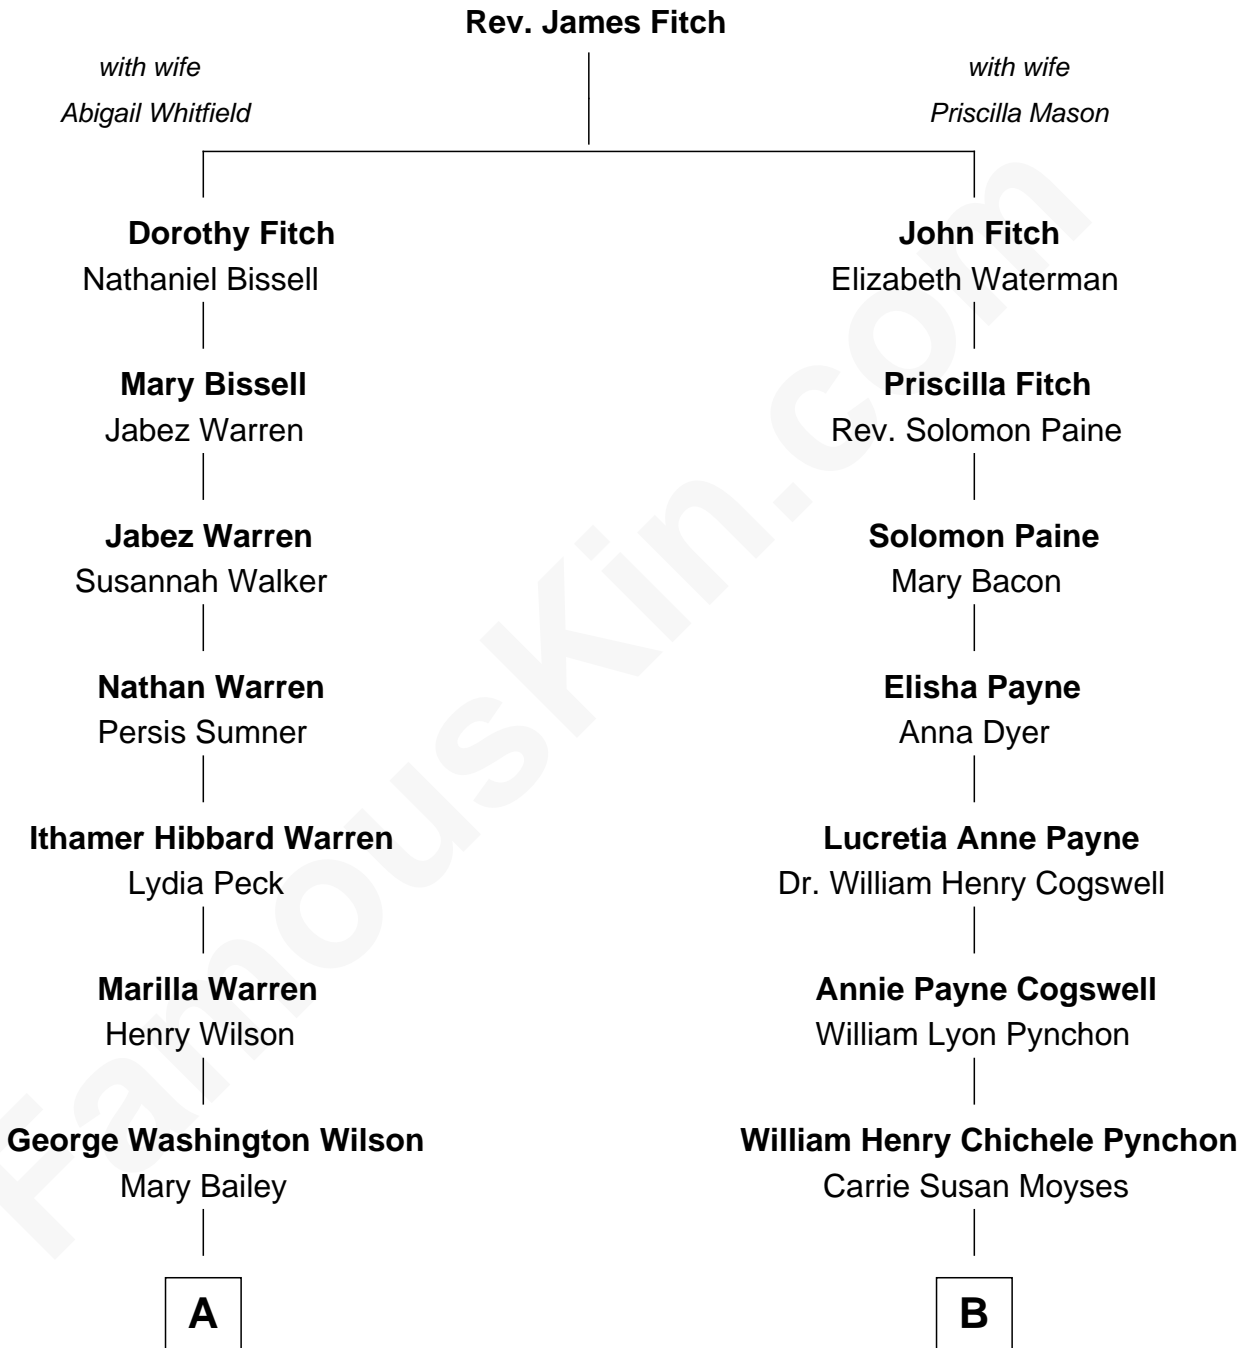 Rev. James Fitch
with wife
Abigail Whitfield
with wife
Priscilla Mason
Dorothy Fitch
Nathaniel Bissell
John Fitch
Elizabeth Waterman
Mary Bissell
Jabez Warren
Priscilla Fitch
Rev. Solomon Paine
Jabez Warren
Susannah Walker
Solomon Paine
Mary Bacon
Nathan Warren
Persis Sumner
Elisha Payne
Anna Dyer
Ithamer Hibbard Warren
Lydia Peck
Lucretia Anne Payne
Dr. William Henry Cogswell
Marilla Warren
Henry Wilson
Annie Payne Cogswell
William Lyon Pynchon
George Washington Wilson
Mary Bailey
William Henry Chichele Pynchon
Carrie Susan Moyses
A
B
FamousKin.com